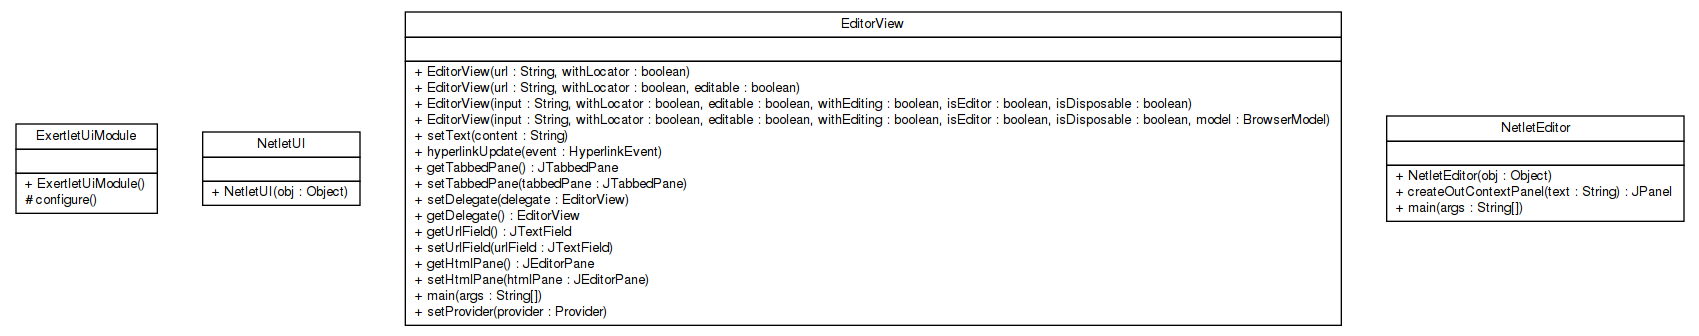 ExertletUiModule
+ ExertletUiModule()
# configure()
NetletUI
+ NetletUI(obj : Object)
EditorView
+ EditorView(url : String, withLocator : boolean)
+ EditorView(url : String, withLocator : boolean, editable : boolean)
+ EditorView(input : String, withLocator : boolean, editable : boolean, withEditing : boolean, isEditor : boolean, isDisposable : boolean)
+ EditorView(input : String, withLocator : boolean, editable : boolean, withEditing : boolean, isEditor : boolean, isDisposable : boolean, model : BrowserModel)
+ setText(content : String)
+ hyperlinkUpdate(event : HyperlinkEvent)
+ getTabbedPane() : JTabbedPane
+ setTabbedPane(tabbedPane : JTabbedPane)
+ setDelegate(delegate : EditorView)
+ getDelegate() : EditorView
+ getUrlField() : JTextField
+ setUrlField(urlField : JTextField)
+ getHtmlPane() : JEditorPane
+ setHtmlPane(htmlPane : JEditorPane)
+ main(args : String[])
+ setProvider(provider : Provider)
NetletEditor
+ NetletEditor(obj : Object)
+ createOutContextPanel(text : String) : JPanel
+ main(args : String[])